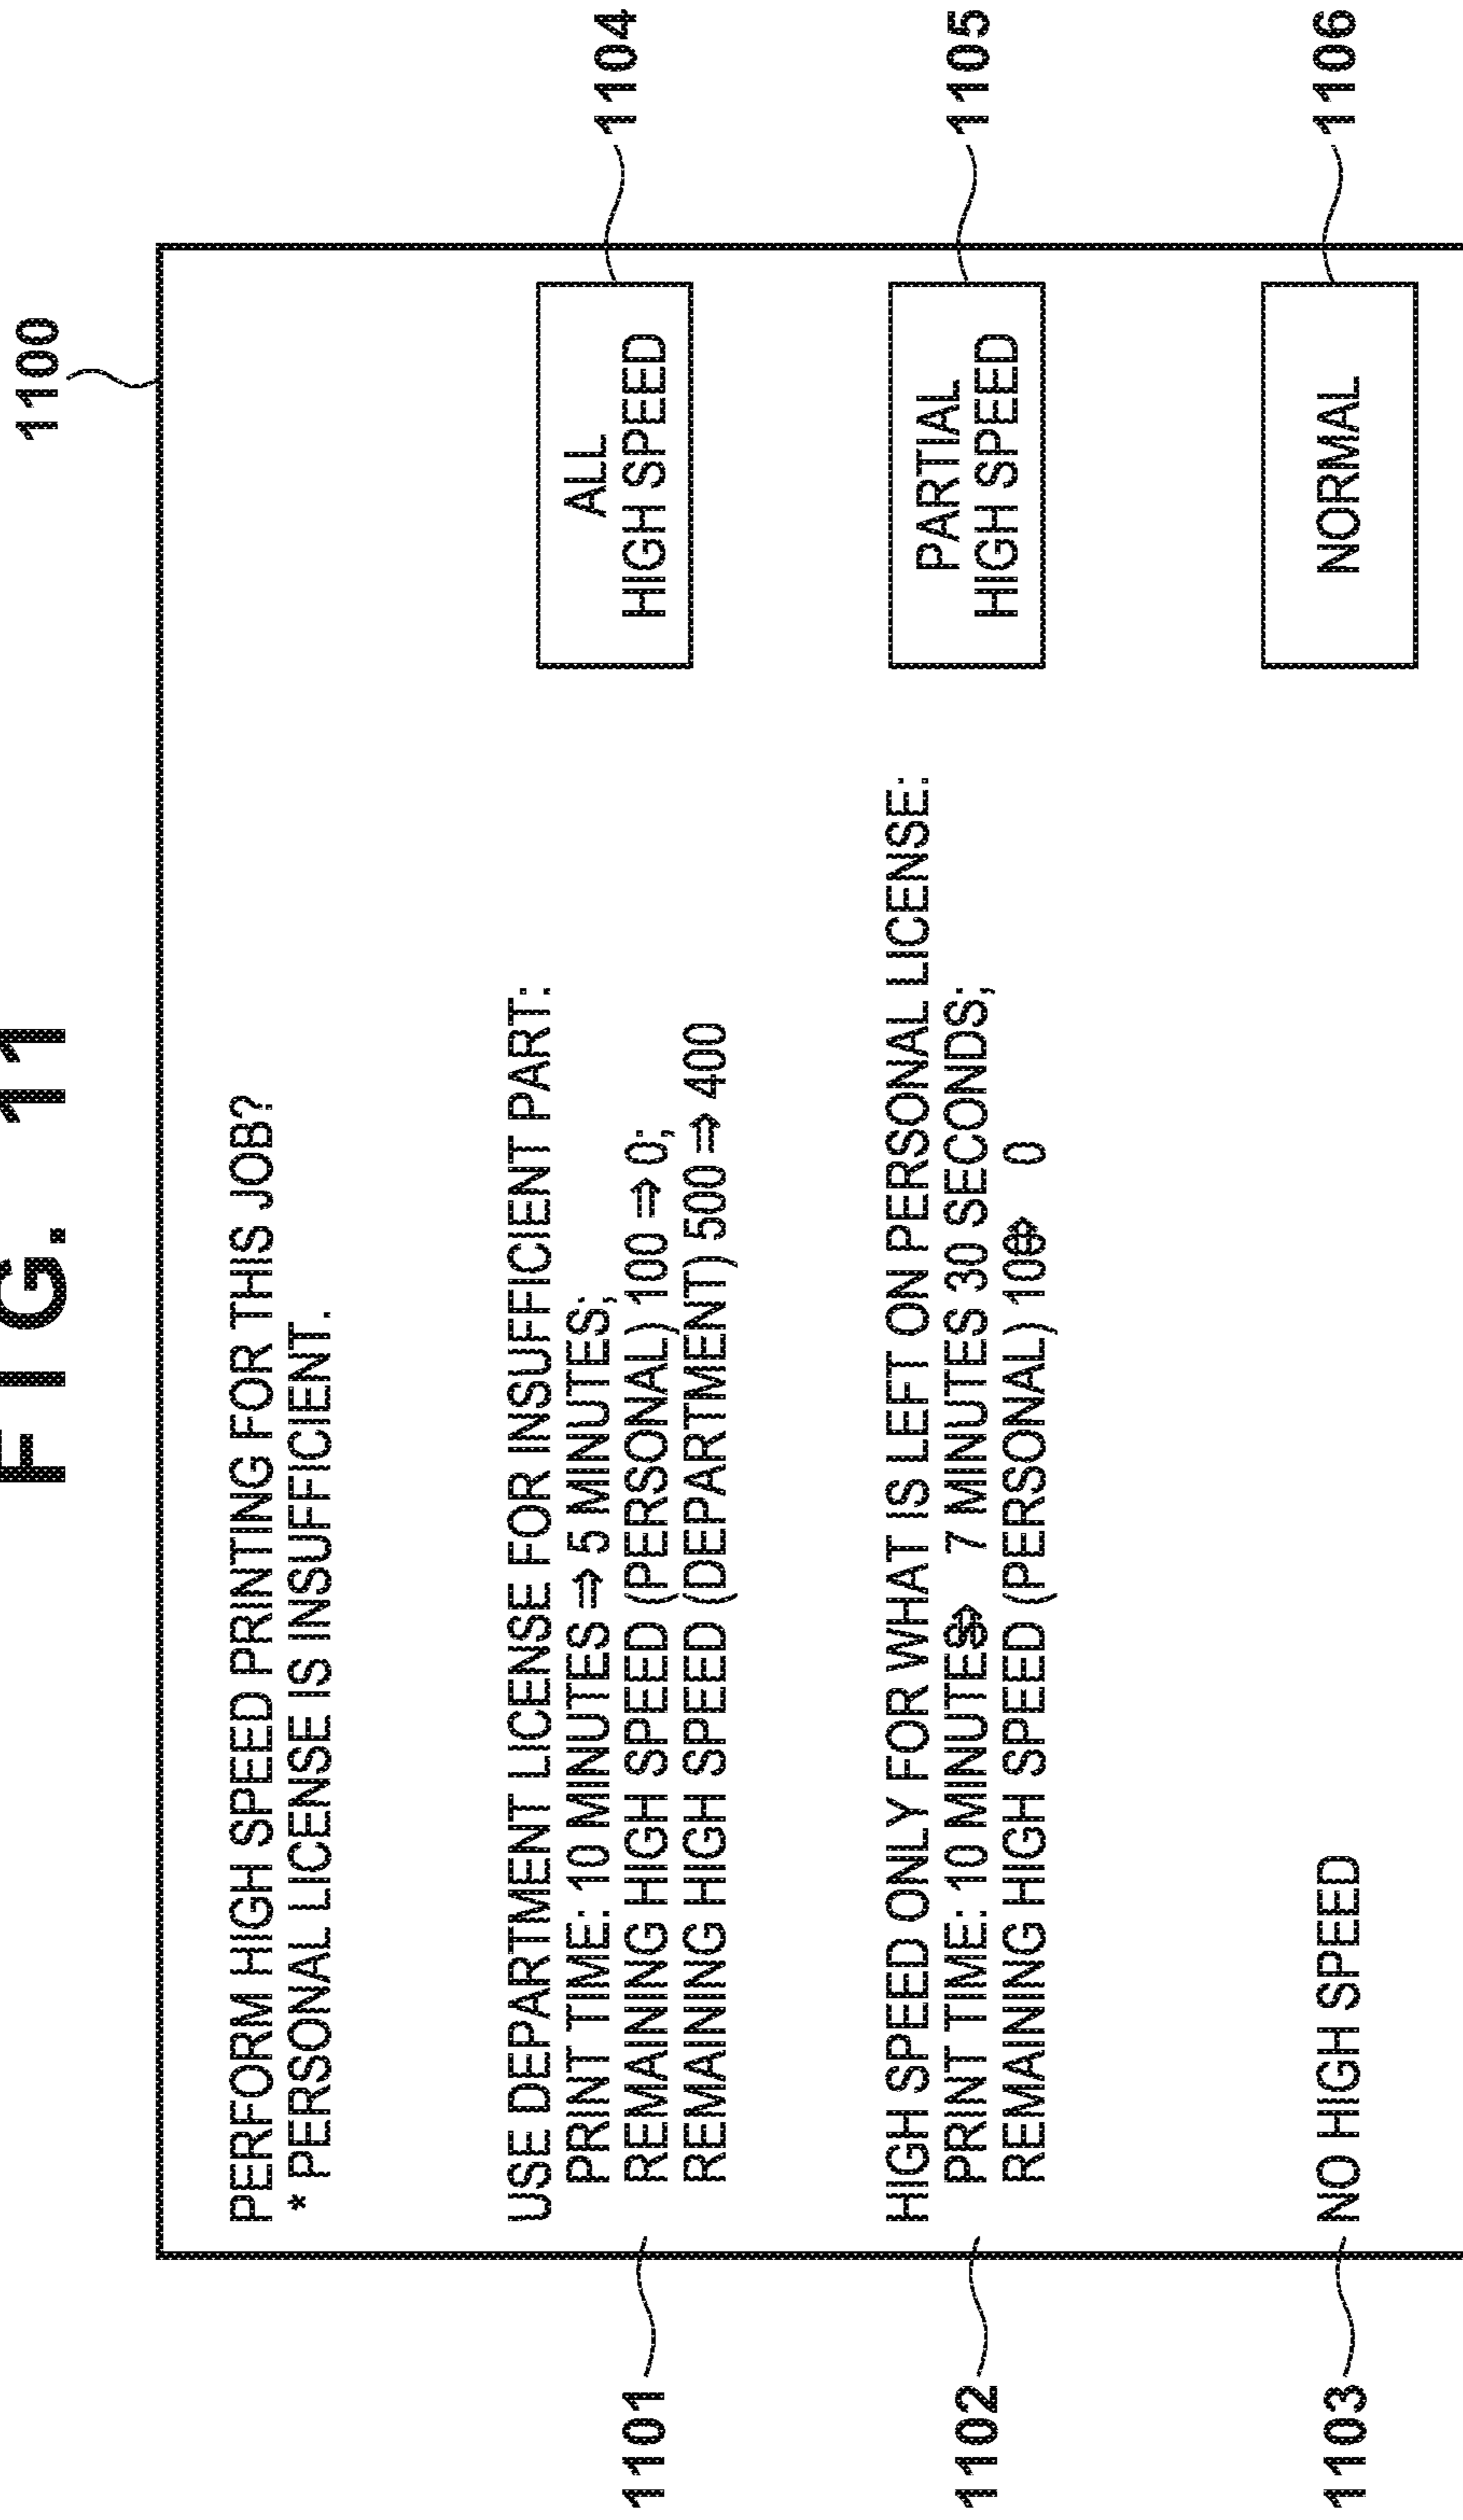 FIG. 11
1100
PERFORM HIGH SPEED PRINTING FOR THIS JOB?
* PERSONAL LICENSE IS INSUFFICIENT.
1101
USE DEPARTMENT LICENSE FOR INSUFFICIENT PART:
PRINT TIME: 10 MINUTES ⇒ 5 MINUTES;
REMAINING HIGH SPEED (PERSONAL) 100 ⇒ 0;
REMAINING HIGH SPEED (DEPARTMENT) 500 ⇒ 400
ALL
HIGH SPEED
1104
1102
HIGH SPEED ONLY FOR WHAT IS LEFT ON PERSONAL LICENSE:
PRINT TIME: 10 MINUTES ⇒ 7 MINUTES 30 SECONDS;
REMAINING HIGH SPEED (PERSONAL) 100 ⇒ 0
PARTIAL
HIGH SPEED
1105
1103
NO HIGH SPEED
NORMAL
1106